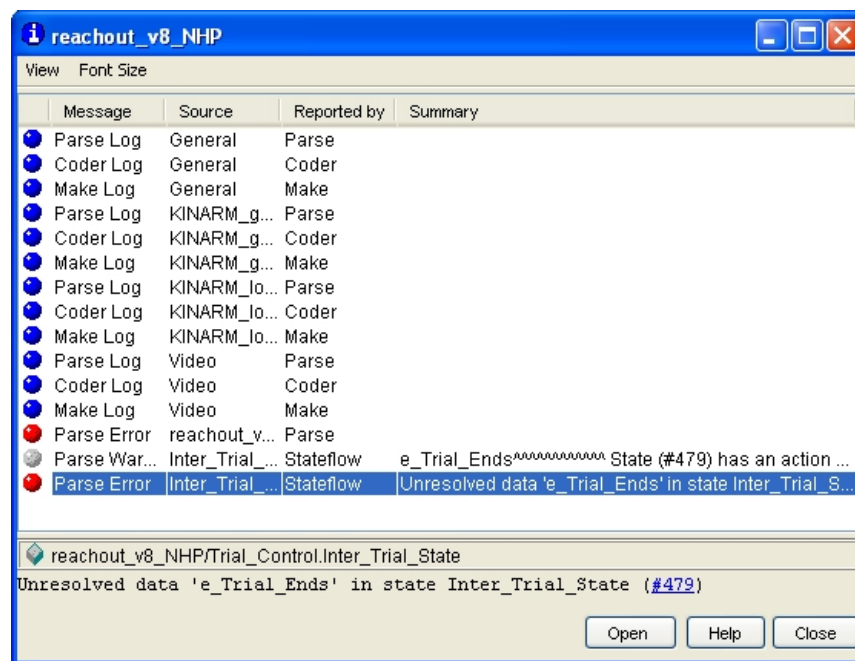 reachout_v8_NHP
View Font Size
Message Source Reported by Summary
Parse Log General Parse
Coder Log General Coder
Make Log General Make
Parse Log KINARM_g... Parse
Coder Log KINARM_g... Coder
Make Log KINARM_g... Make
Parse Log KINARM_lo... Parse
Coder Log KINARM_lo... Coder
Make Log KINARM_lo... Make
Parse Log Video Parse
Coder Log Video Coder
Make Log Video Make
Parse Error reachout_v... Parse
Parse War... Inter_Trial_... Stateflow e_Trial_Ends^^^^^^^^^^^^ State (#479) has an action ...
Parse Error Inter_Trial_... Stateflow Unresolved data 'e_Trial_Ends' in state Inter_Trial_S...
reachout_v8_NHP/Trial_Control.Inter_Trial_State
Unresolved data 'e_Trial_Ends' in state Inter_Trial_State (#479)
Open Help Close